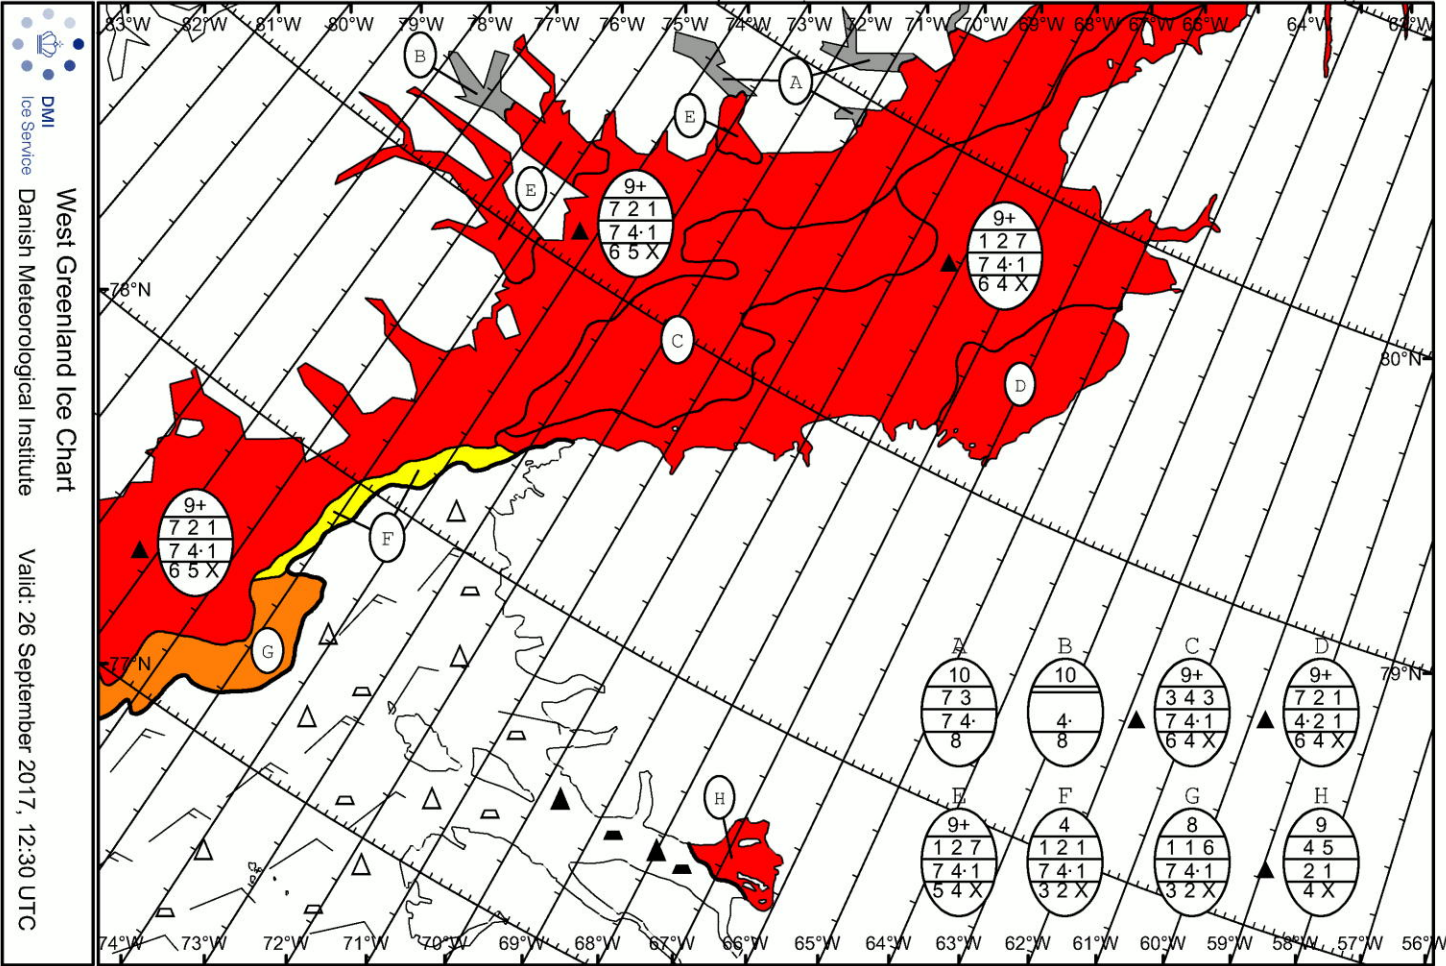 DMI
Ice Service
West Greenland Ice Chart
Danish Meteorological Institute
Valid: 26 September 2017, 12:30 UTC
83°W 82°W 81°W 80°W 79°W 78°W 77°W 76°W 75°W 74°W 73°W 72°W 71°W 70°W 69°W 68°W 67°W 66°W 64°W 62°W
B
A
E
E
9+
7 2 1
7 4· 1
6 5 X
9+
1 2 7
7 4· 1
6 4 X
78°N
C
80°N
D
9+
7 2 1
7 4· 1
6 5 X
F
G
77°N
79°N
H
A B C D
10
7 3
7 4·
8
10
4·
8
9+
3 4 3
7 4· 1
6 4 X
9+
7 2 1
4· 2 1
6 4 X
E F G H
9+
1 2 7
7 4· 1
5 4 X
4
1 2 1
7 4· 1
3 2 X
8
1 1 6
7 4· 1
3 2 X
9
4 5
2 1
4 X
74°W 73°W 72°W 71°W 70°W 69°W 68°W 67°W 66°W 65°W 64°W 63°W 62°W 61°W 60°W 59°W 58°W 57°W 56°W